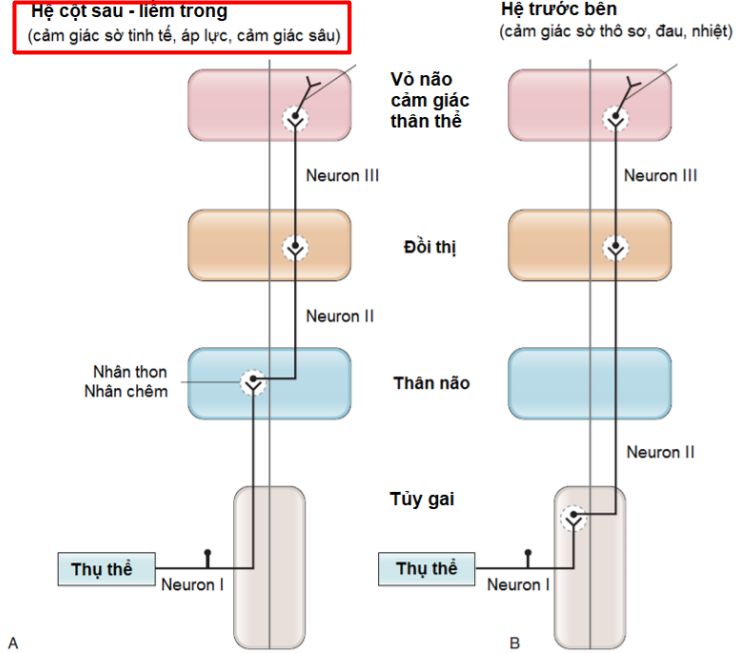 Hệ cột sau - liềm trong
(cảm giác sờ tinh tế, áp lực, cảm giác sâu)
Hệ trước bên
(cảm giác sờ thô sơ, đau, nhiệt)
Vỏ não
cảm giác
thân thể
Neuron III
Neuron III
Đồi thị
Neuron II
Nhân thon
Nhân chêm
Thân não
Neuron II
Tủy gai
Thụ thể
Neuron I
Thụ thể
Neuron I
A
B